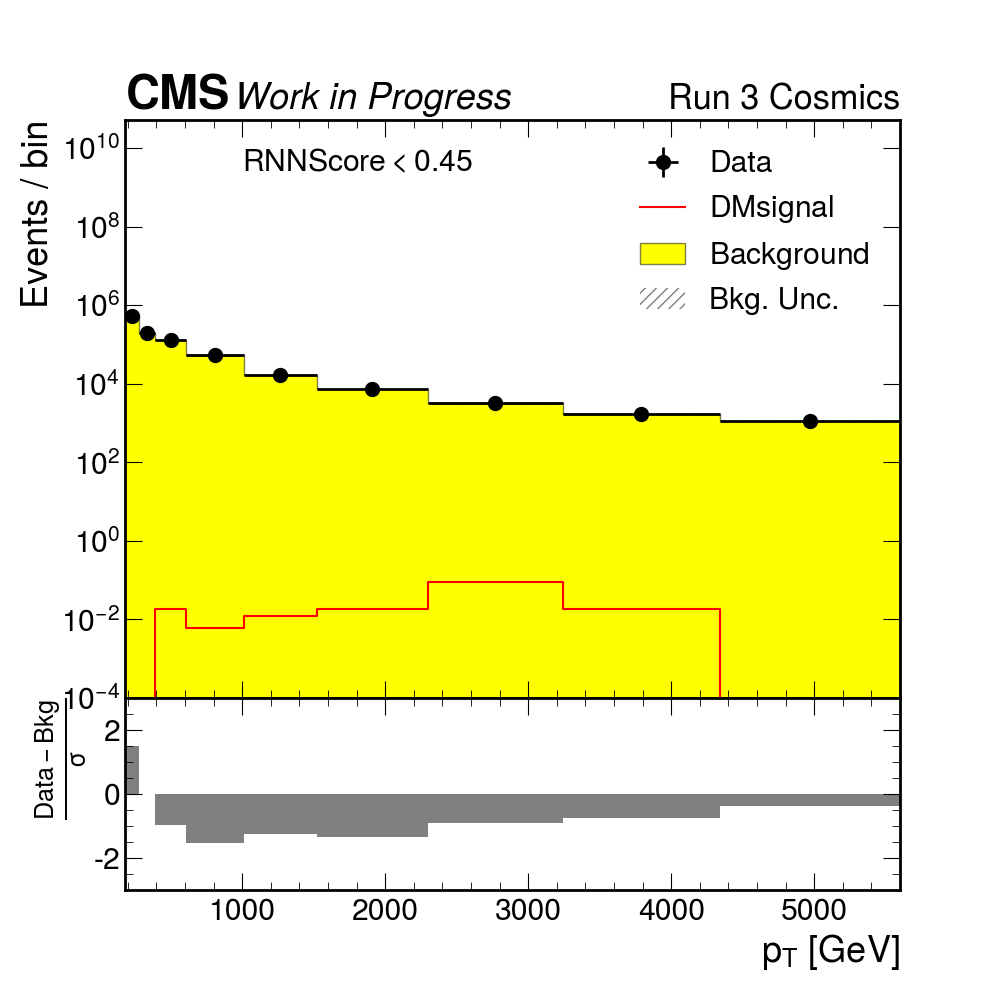 CMS Work in Progress Run 3 Cosmics
Events / bin
RNNScore < 0.45
Data
DMsignal
Background
Bkg. Unc.
10^10
10^8
10^6
10^4
10^2
10^0
10^−2
10^−4
Data – Bkg
σ
2
0
-2
1000 2000 3000 4000 5000
p_T [GeV]